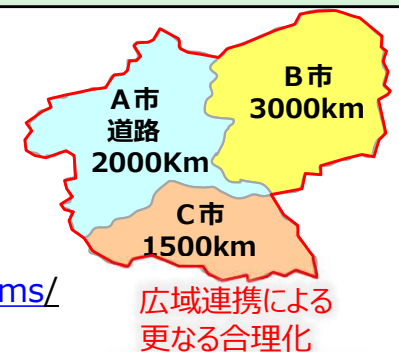 A市
道路
2000Km
B市
3000km
C市
1500km
ms/
広域連携による
更なる合理化